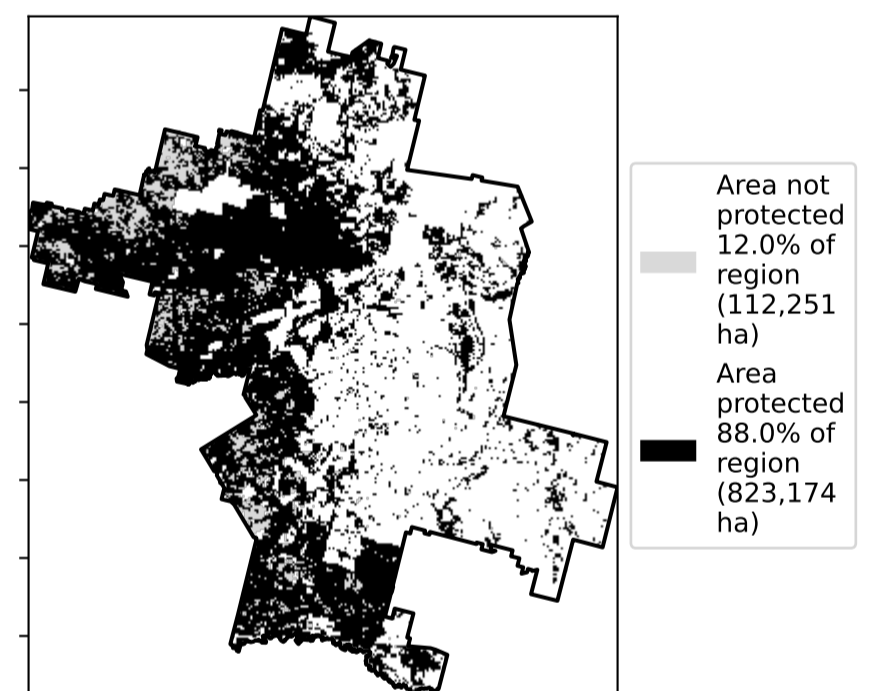 Area not
protected
12.0% of
region
(112,251
ha)
Area
protected
88.0% of
region
(823,174
ha)